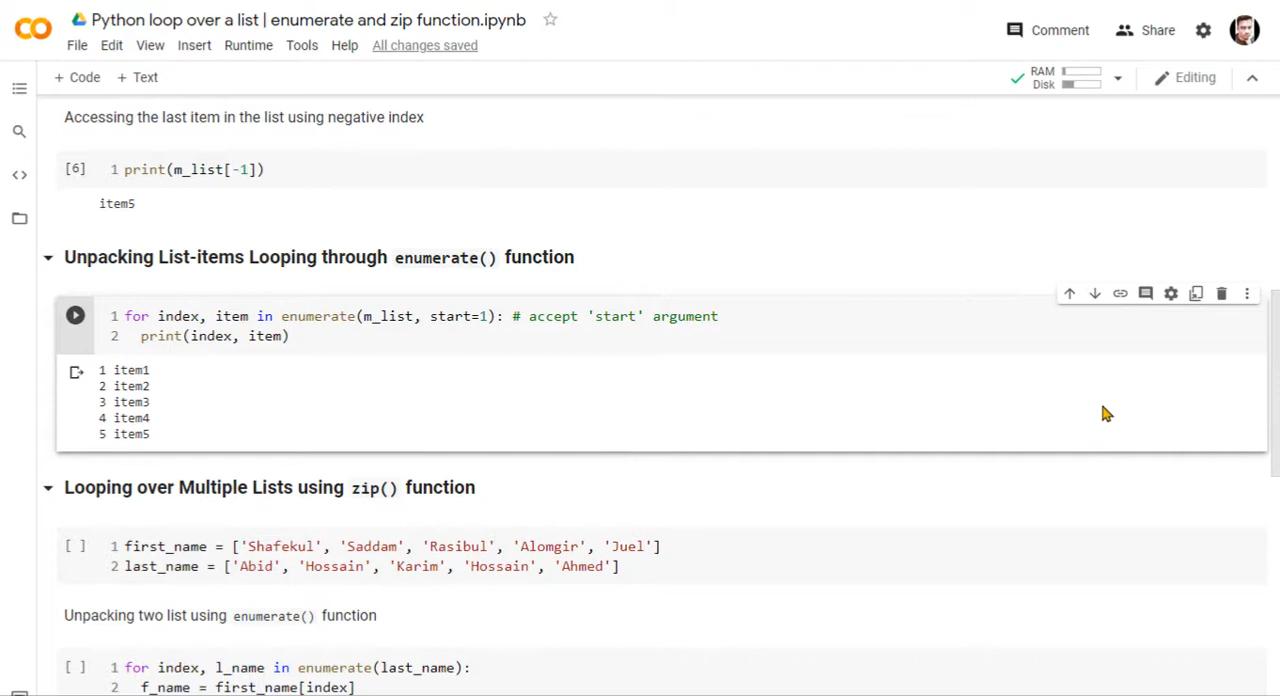 Python loop over a list | enumerate and zip function.ipynb
File Edit View Insert Runtime Tools Help All changes saved
Comment Share
+ Code + Text
RAM
Disk
Editing
Accessing the last item in the list using negative index
[6] 1 print(m_list[-1])
item5
Unpacking List-items Looping through enumerate() function
1 for index, item in enumerate(m_list, start=1): # accept 'start' argument
2 print(index, item)
1 item1
2 item2
3 item3
4 item4
5 item5
Looping over Multiple Lists using zip() function
[ ] 1 first_name = ['Shafekul', 'Saddam', 'Rasibul', 'Alomgir', 'Juel']
2 last_name = ['Abid', 'Hossain', 'Karim', 'Hossain', 'Ahmed']
Unpacking two list using enumerate() function
[ ] 1 for index, l_name in enumerate(last_name):
2 f_name = first_name[index]